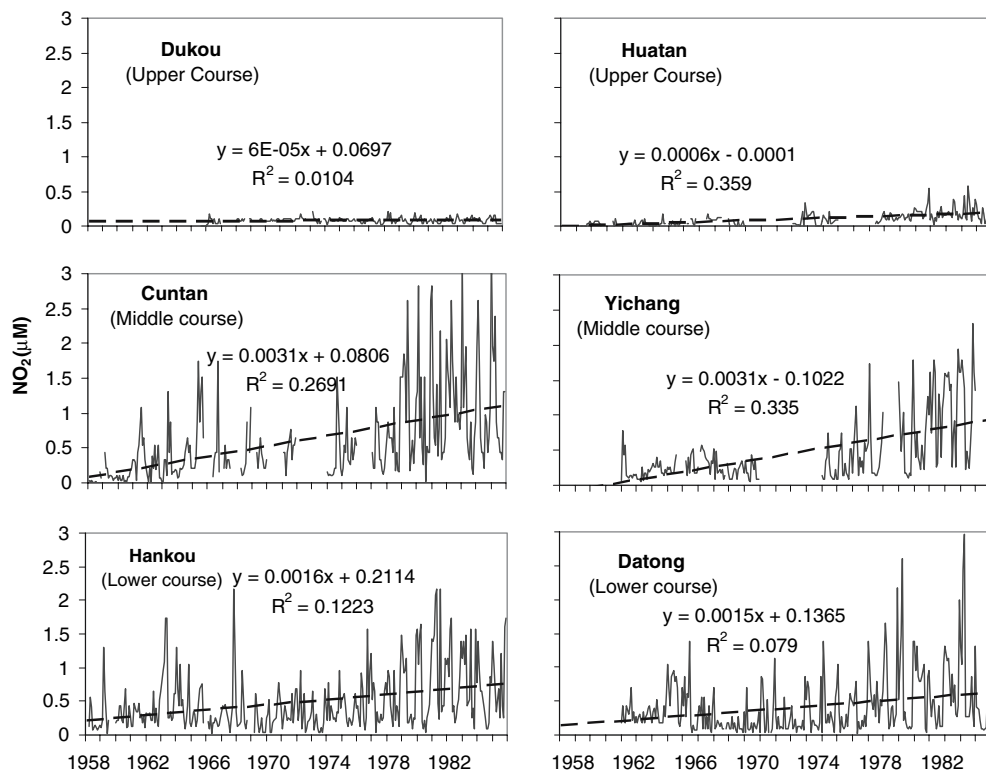 3
2.5
2
1.5
1
0.5
0
Dukou
(Upper Course)
y = 6E-05x + 0.0697
R² = 0.0104
Huatan
(Upper Course)
y = 0.0006x - 0.0001
R² = 0.359
NO₂(μM)
3
2.5
2
1.5
1
0.5
0
Cuntan
(Middle course)
y = 0.0031x + 0.0806
R² = 0.2691
Yichang
(Middle course)
y = 0.0031x - 0.1022
R² = 0.335
3
2.5
2
1.5
1
0.5
0
Hankou
(Lower course)
y = 0.0016x + 0.2114
R² = 0.1223
Datong
(Lower course)
y = 0.0015x + 0.1365
R² = 0.079
1958 1962 1966 1970 1974 1978 1982
1958 1962 1966 1970 1974 1978 1982